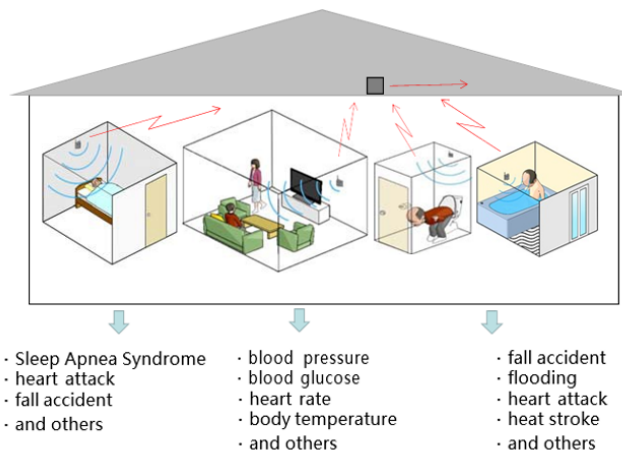 · Sleep Apnea Syndrome
· heart attack
· fall accident
· and others
· blood pressure
· blood glucose
· heart rate
· body temperature
· and others
· fall accident
· flooding
· heart attack
· heat stroke
· and others